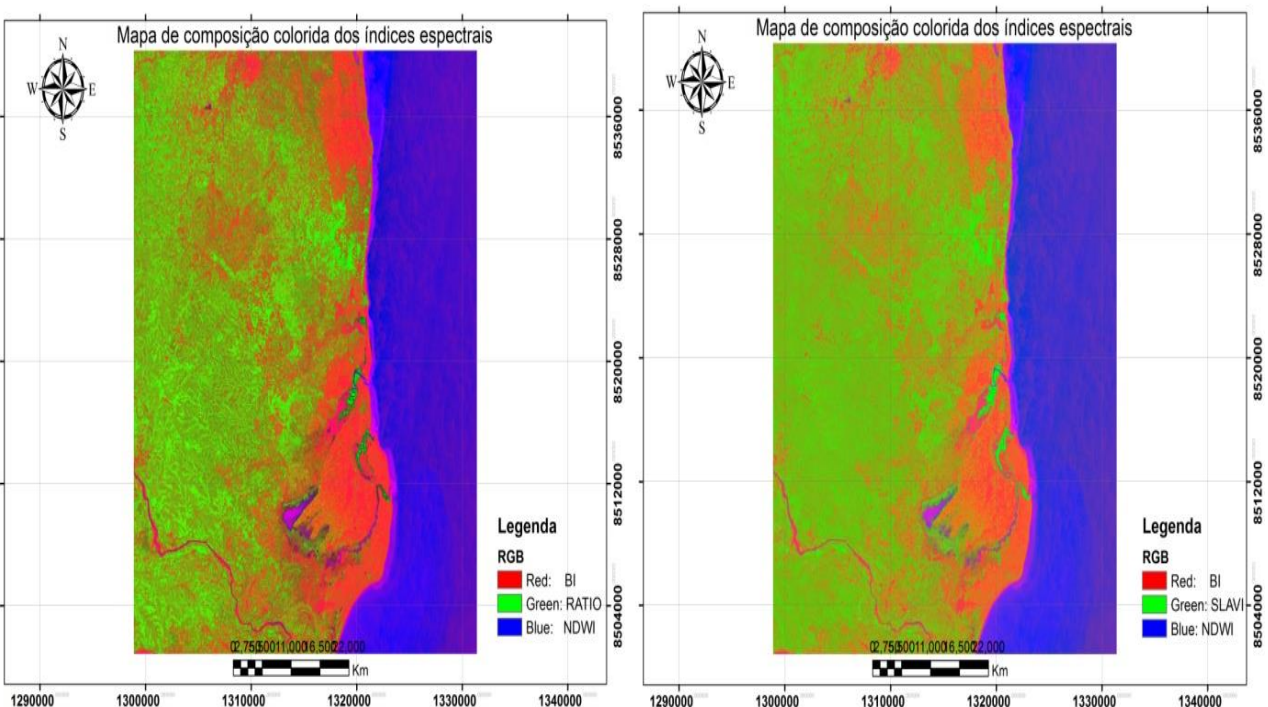 Mapa de composição colorida dos índices espectrais
N
W E
S
8536000
8528000
8520000
8512000
8504000
Legenda
RGB
Red: BI
Green: RATIO
Blue: NDWI
Km
1290000 1300000 1310000 1320000 1330000 1340000
Mapa de composição colorida dos índices espectrais
N
W E
S
8536000
8528000
8520000
8512000
8504000
Legenda
RGB
Red: BI
Green: SLAVI
Blue: NDWI
Km
1290000 1300000 1310000 1320000 1330000 1340000